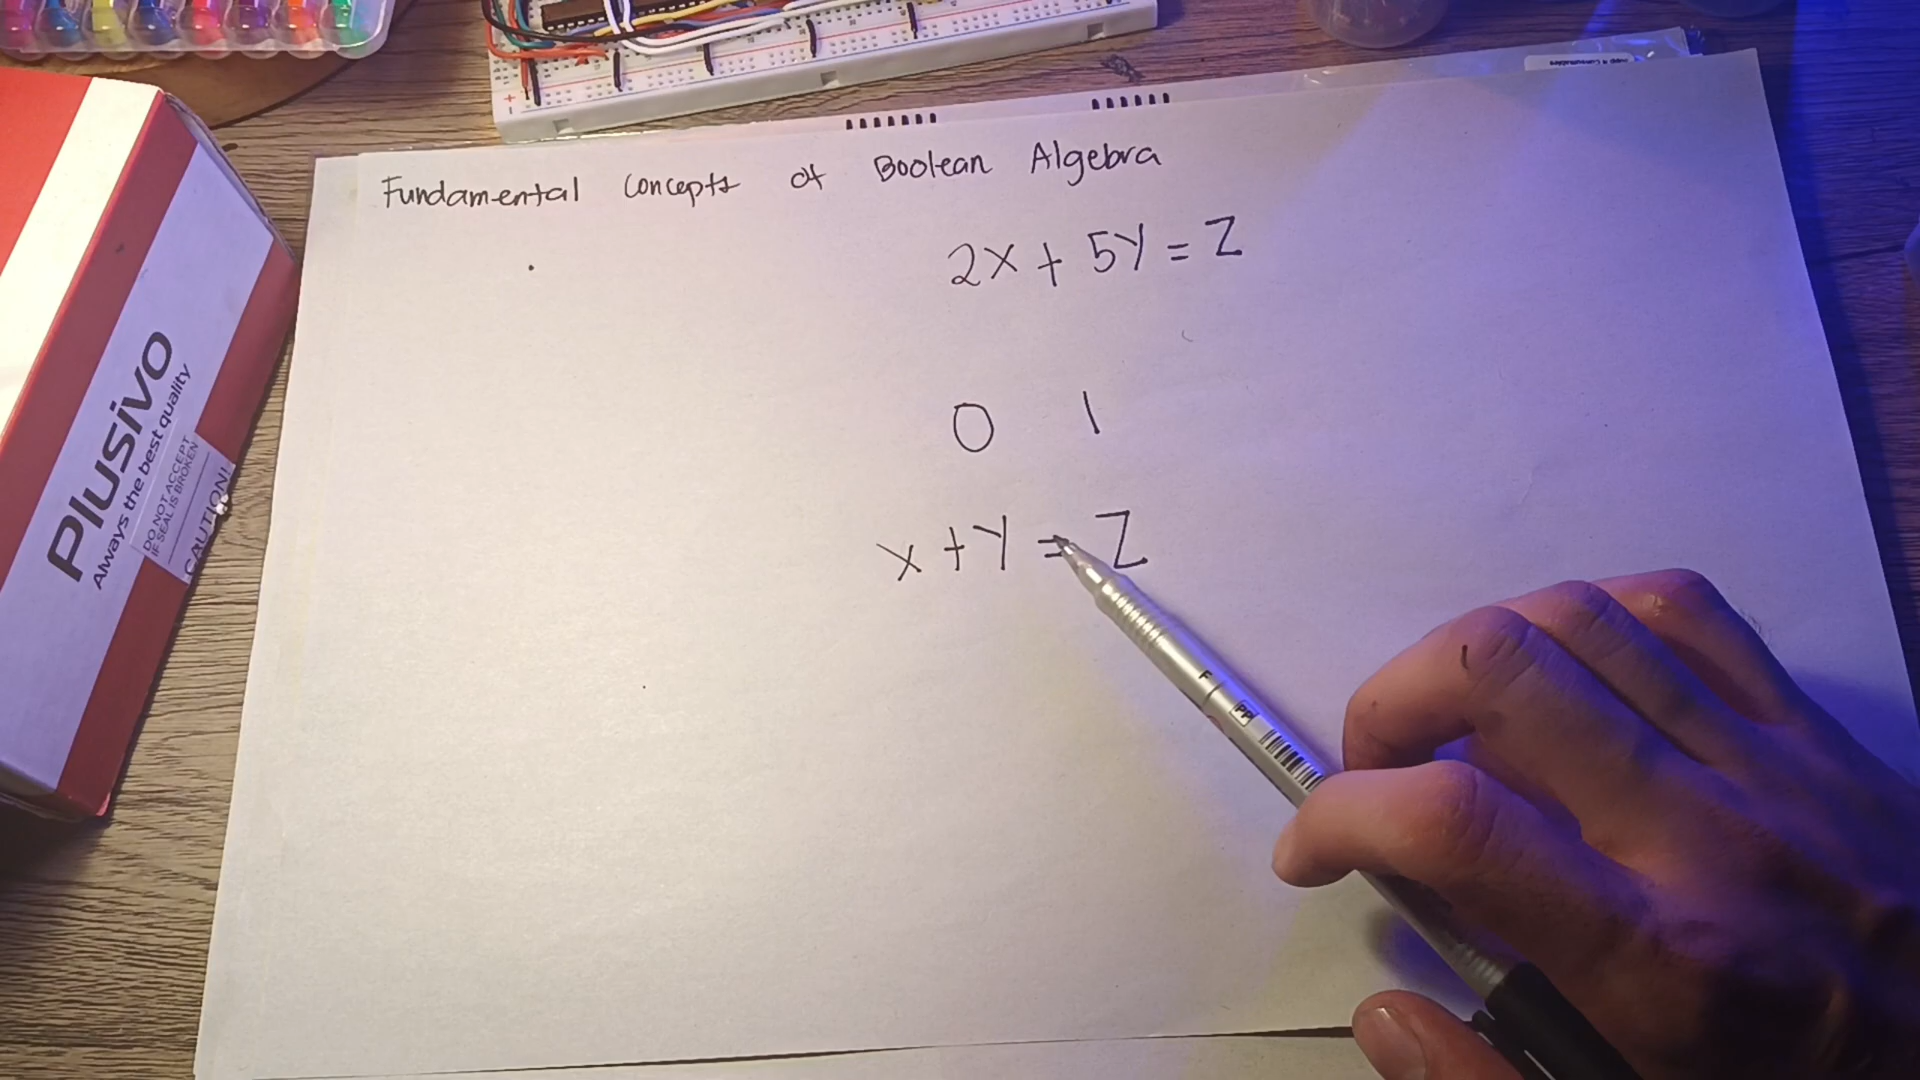 Fundamental Concepts of Boolean Algebra
2X + 5Y = Z
0 1
X + Y = Z
Plusivo
Always the best quality
DO NOT ACCEPT
IF SEAL IS BROKEN
CAUTION!
F
PP